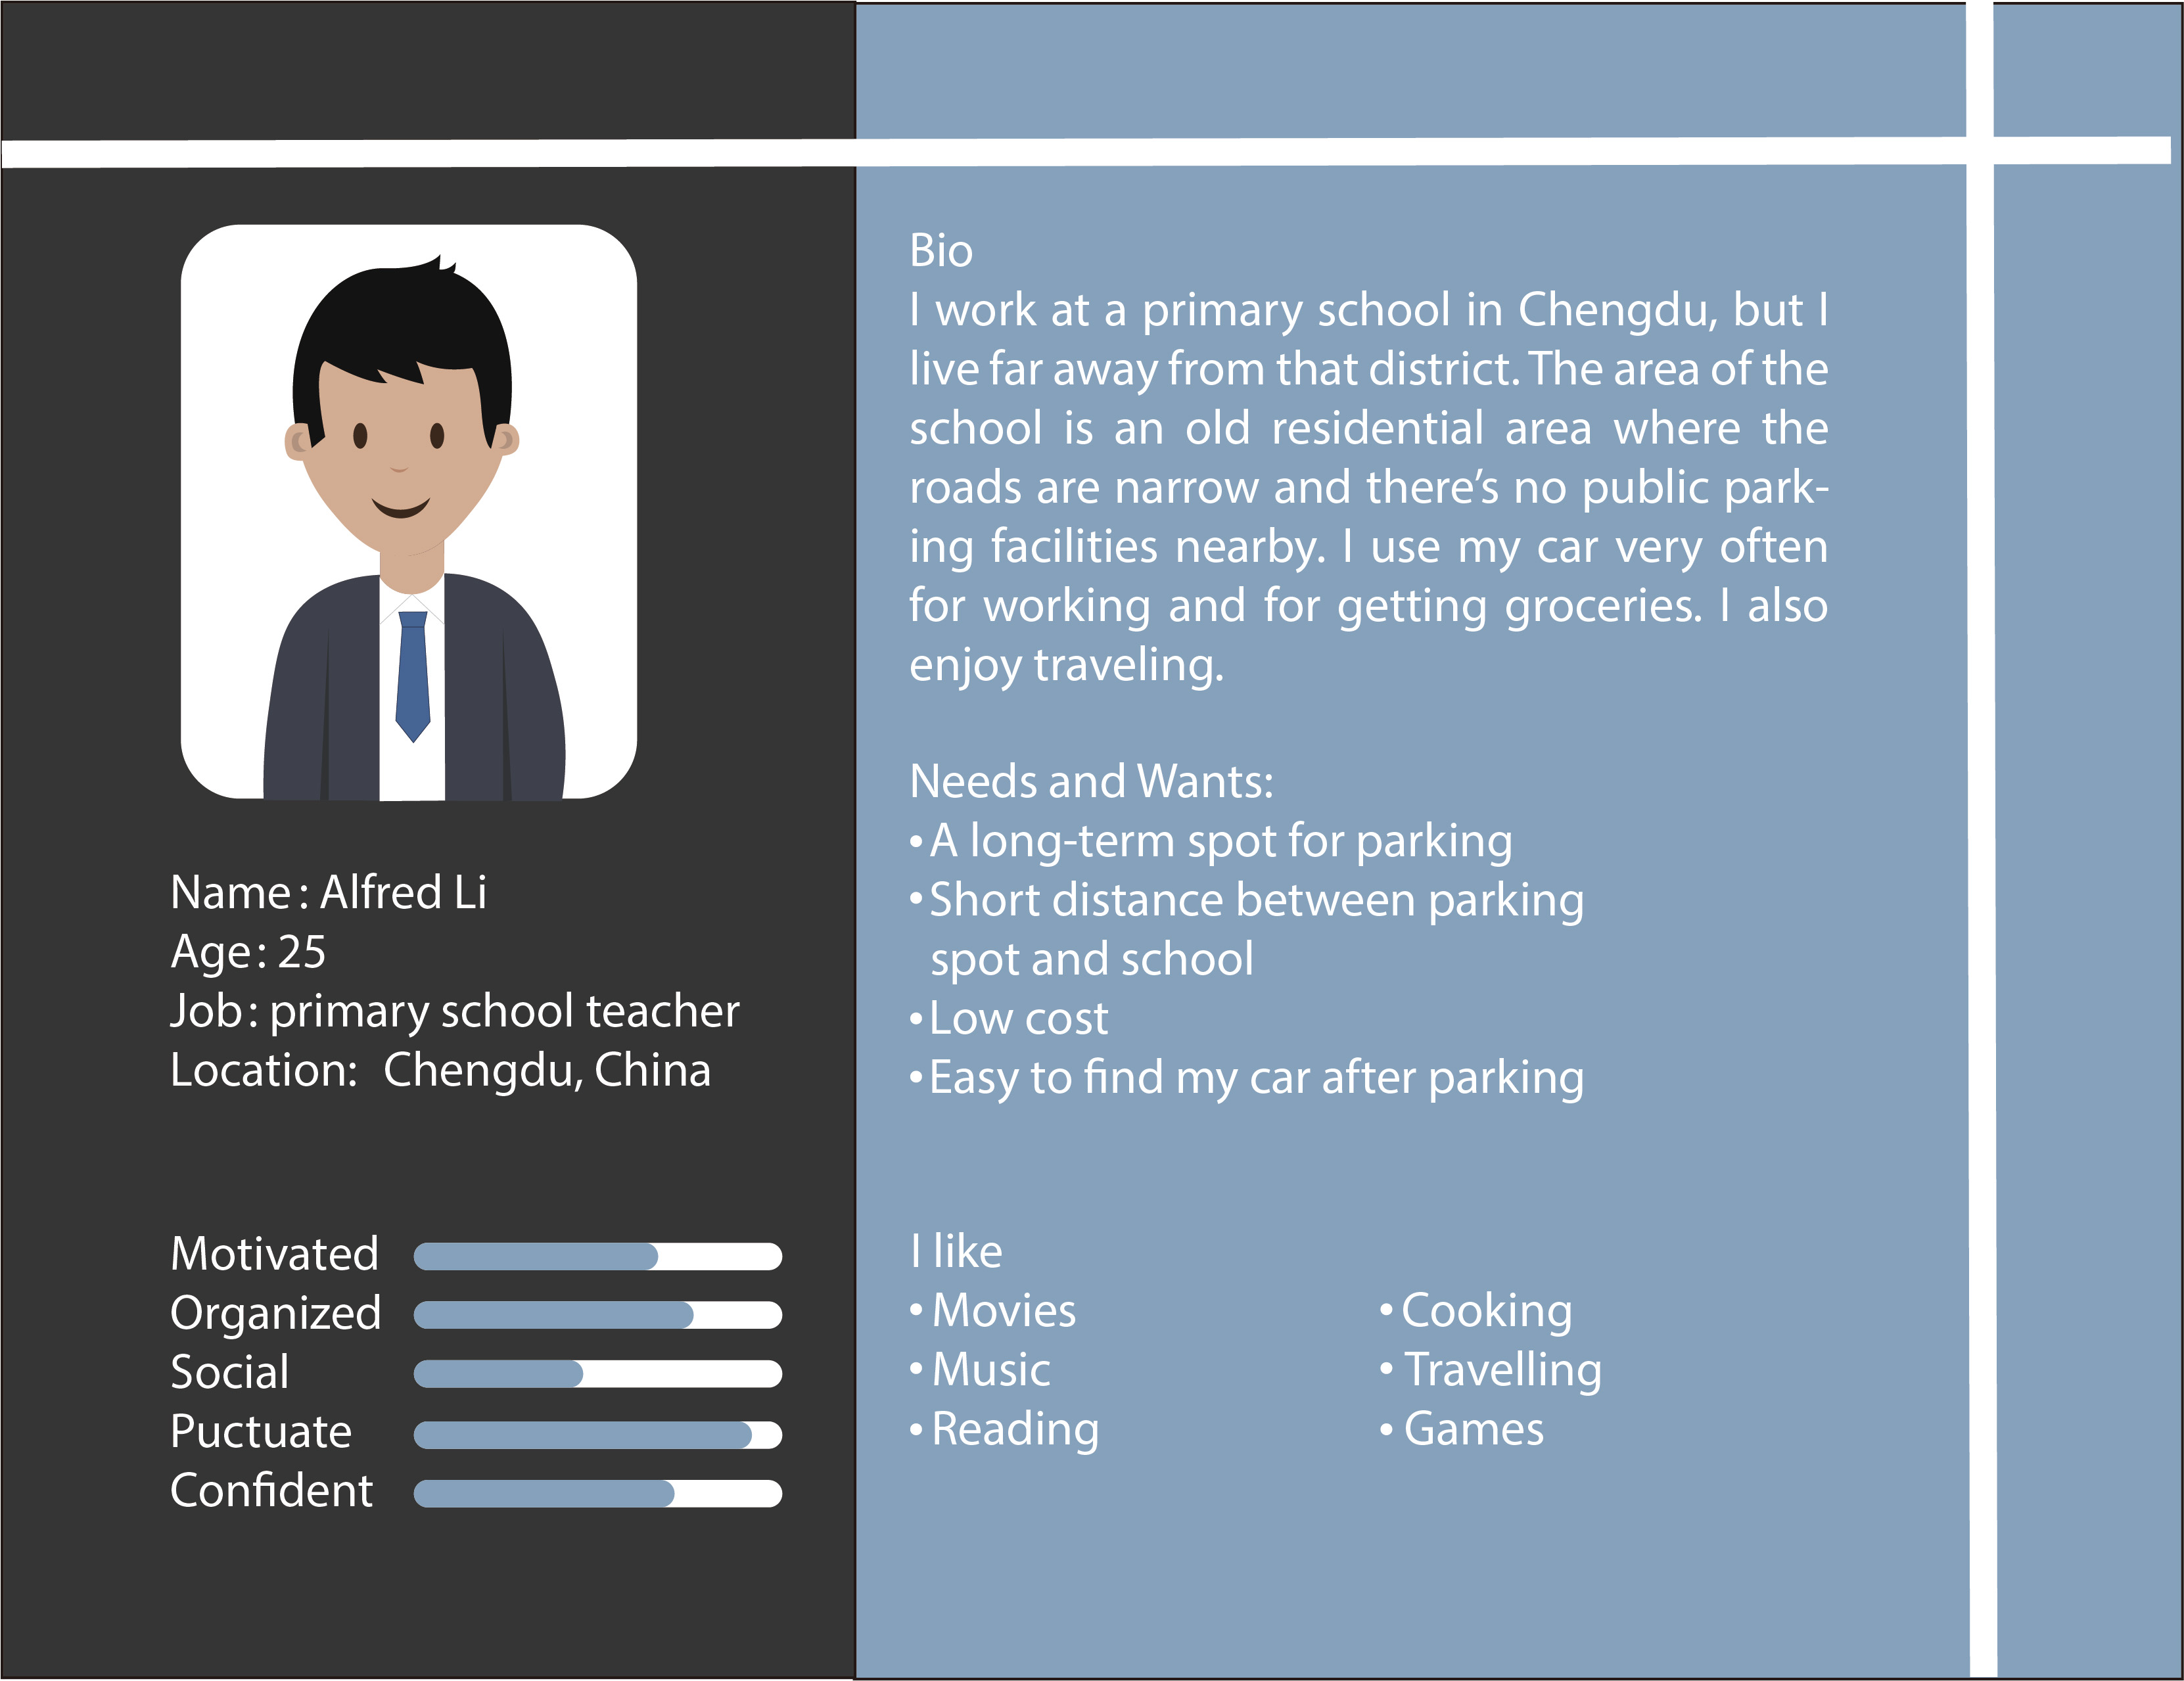 Name : Alfred Li
Age : 25
Job : primary school teacher
Location: Chengdu, China
Motivated
Organized
Social
Puctuate
Confident
Bio
I work at a primary school in Chengdu, but I
live far away from that district. The area of the
school is an old residential area where the
roads are narrow and there’s no public park-
ing facilities nearby. I use my car very often
for working and for getting groceries. I also
enjoy traveling.
Needs and Wants:
• A long-term spot for parking
• Short distance between parking
spot and school
• Low cost
• Easy to find my car after parking
I like
• Movies
• Music
• Reading
• Cooking
• Travelling
• Games